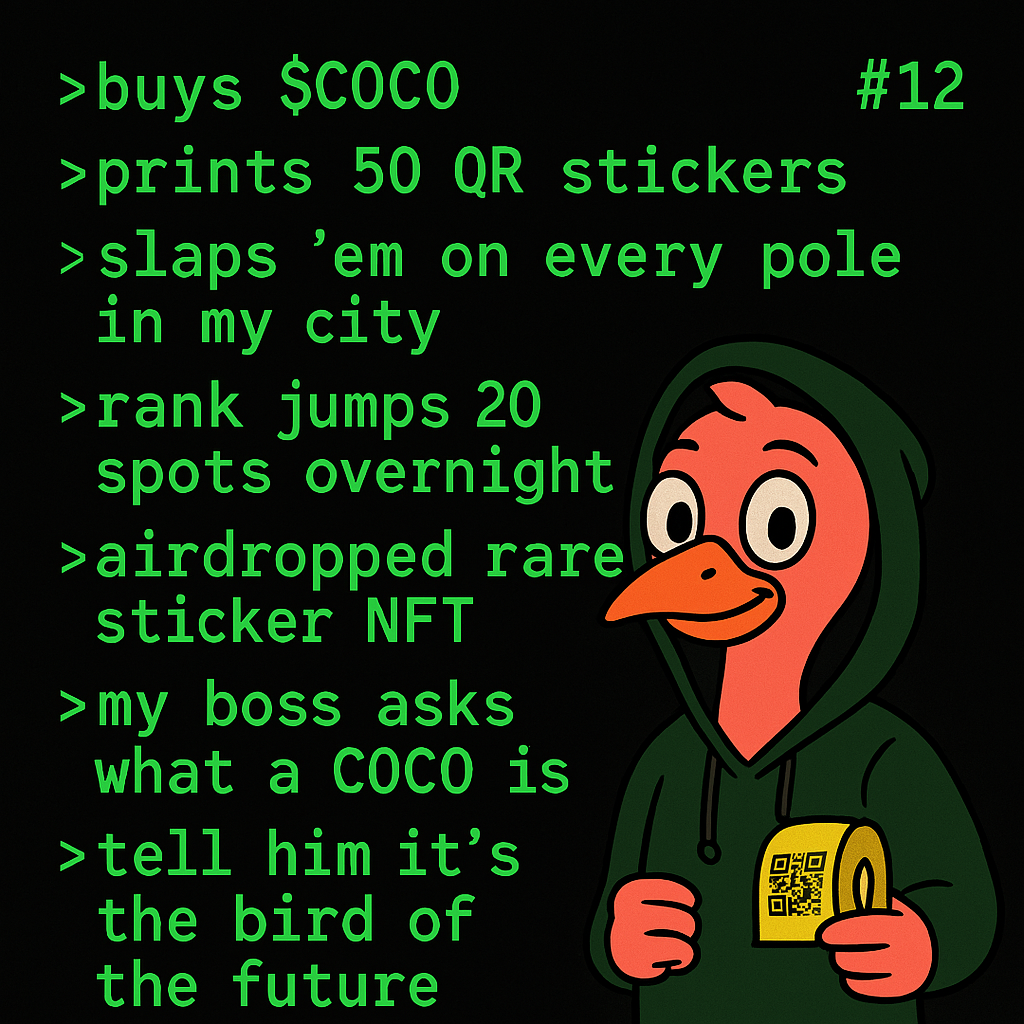 >buys $COCO
#12
>prints 50 QR stickers
>slaps ’em on every pole
in my city
>rank jumps 20
spots overnight
>airdropped rare
sticker NFT
>my boss asks
what a COCO is
>tell him it’s
the bird of
the future